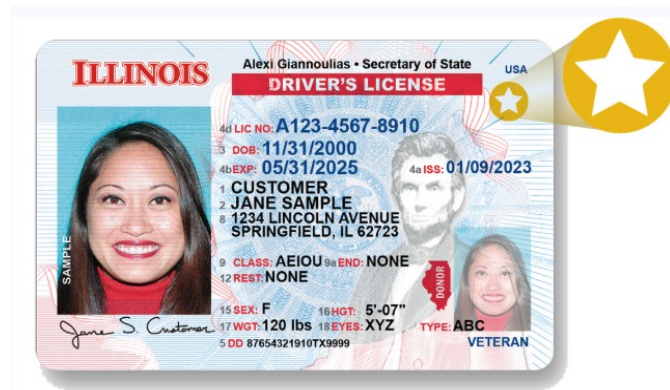 ILLINOIS
Alexi Giannoulias • Secretary of State
USA
DRIVER'S LICENSE
4d LIC NO: A123-4567-8910
3 DOB: 11/31/2000
4b EXP: 05/31/2025 4a ISS: 01/09/2023
1 CUSTOMER
2 JANE SAMPLE
8 1234 LINCOLN AVENUE
SPRINGFIELD, IL 62723
9 CLASS: AEIOU 9a END: NONE
12 REST: NONE
15 SEX: F 16 HGT: 5'-07"
17 WGT: 120 lbs 18 EYES: XYZ TYPE: ABC
5 DD 87654321910TX9999
VETERAN
DONOR
SAMPLE
Jane S. Customer